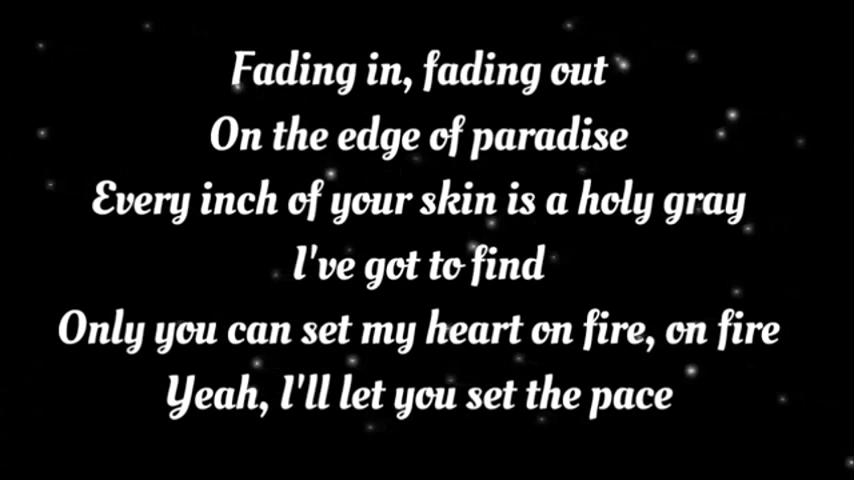 Fading in, fading out
On the edge of paradise
Every inch of your skin is a holy gray
I've got to find
Only you can set my heart on fire, on fire
Yeah, I'll let you set the pace